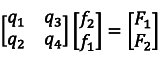 [q₁ q₃] [f₂] = [F₁]
[q₂ q₄] [f₁] = [F₂]